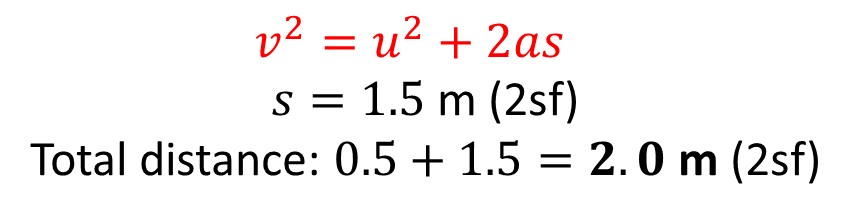 v² = u² + 2as
s = 1.5 m (2sf)
Total distance: 0.5 + 1.5 = 2.0 m (2sf)